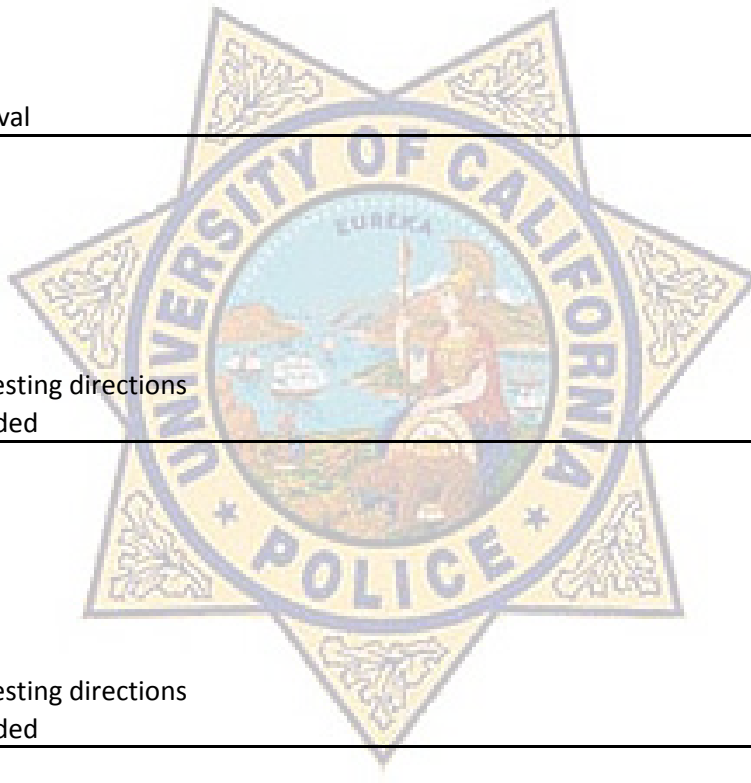 val
UNIVERSITY OF CALIFORNIA
EUREKA
esting directions
ded
POLICE
esting directions
ded